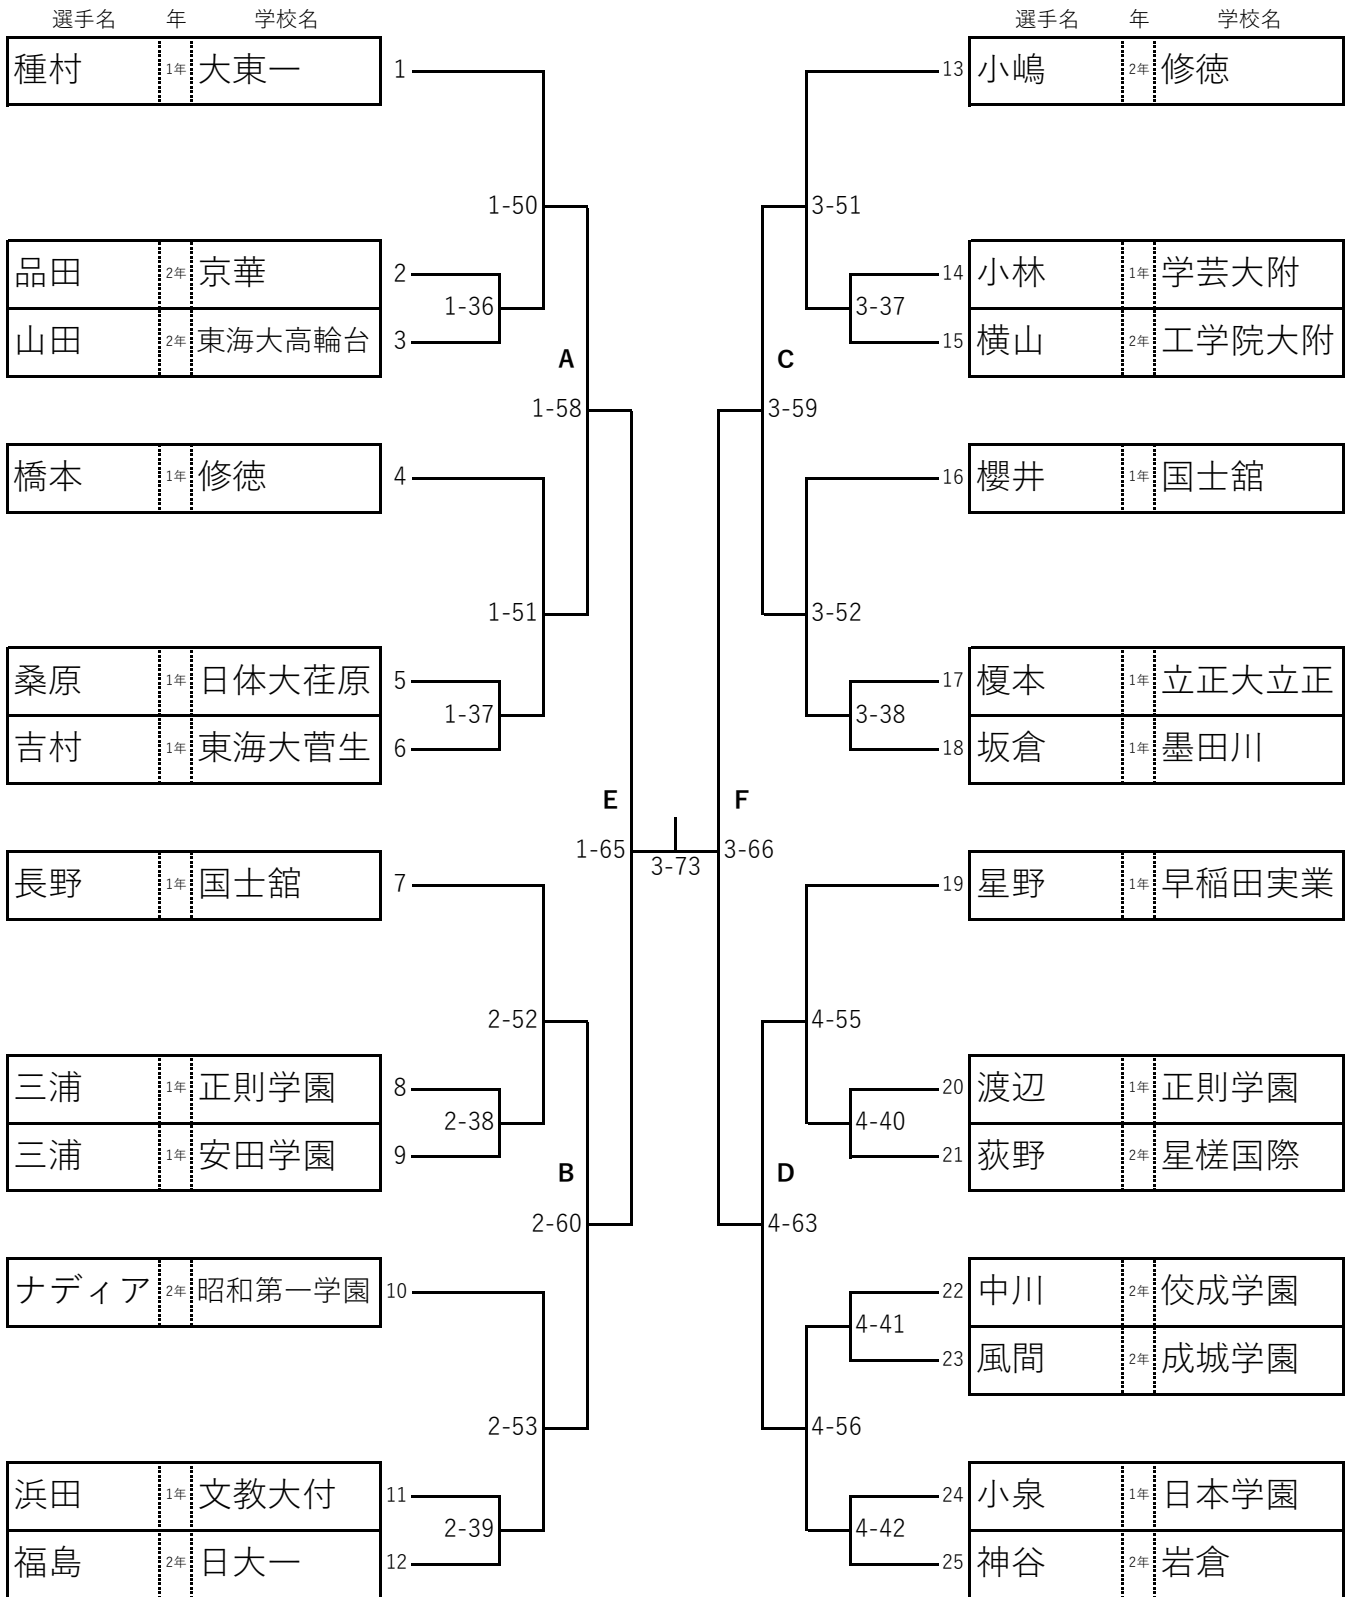 選手名 年 学校名 選手名 年 学校名
種村 1年 大東一 1 13 小嶋 2年 修徳
1-50 3-51
品田 2年 京華 2 14 小林 1年 学芸大附
1-36 3-37
山田 2年 東海大高輪台 3 15 横山 2年 工学院大附
A C
1-58 3-59
橋本 1年 修徳 4 16 櫻井 1年 国士舘
1-51 3-52
桑原 1年 日体大荏原 5 17 榎本 1年 立正大立正
1-37 3-38
吉村 1年 東海大菅生 6 18 坂倉 1年 墨田川
E F
1-65 3-66
3-73
長野 1年 国士舘 7 19 星野 1年 早稲田実業
2-52 4-55
三浦 1年 正則学園 8 20 渡辺 1年 正則学園
2-38 4-40
三浦 1年 安田学園 9 21 荻野 2年 星槎国際
B D
2-60 4-63
ナディア 2年 昭和第一学園 10 22 中川 2年 佼成学園
4-41
23 風間 2年 成城学園
2-53 4-56
浜田 1年 文教大付 11 24 小泉 1年 日本学園
2-39 4-42
福島 2年 日大一 12 25 神谷 2年 岩倉